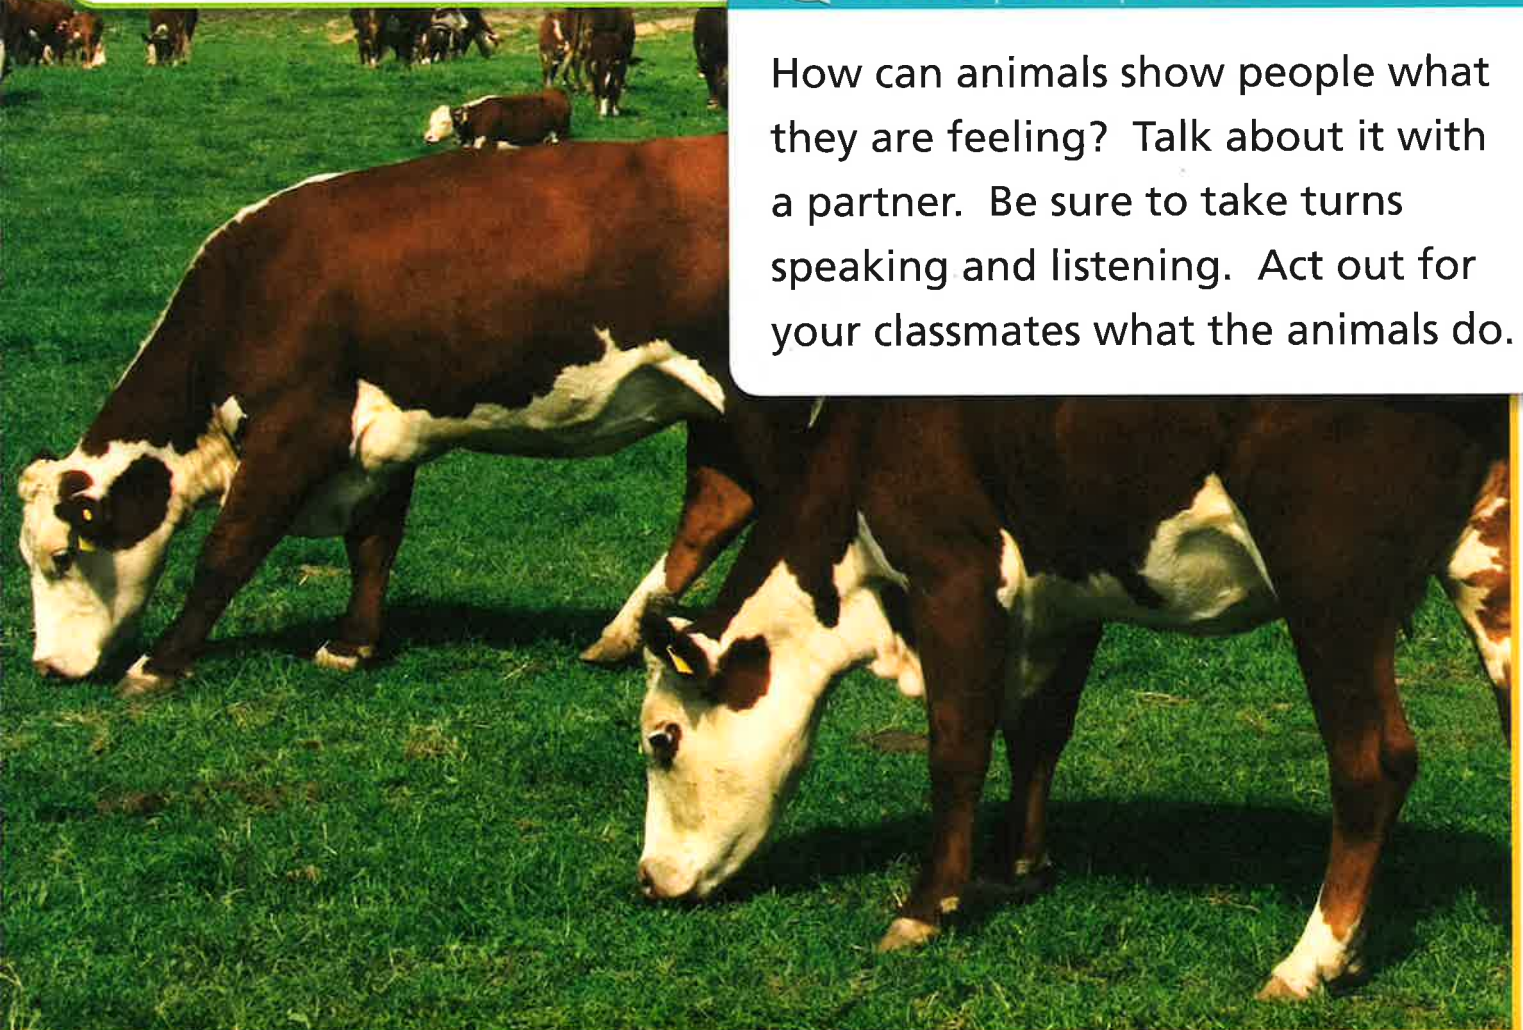 How can animals show people what
they are feeling? Talk about it with
a partner. Be sure to take turns
speaking and listening. Act out for
your classmates what the animals do.